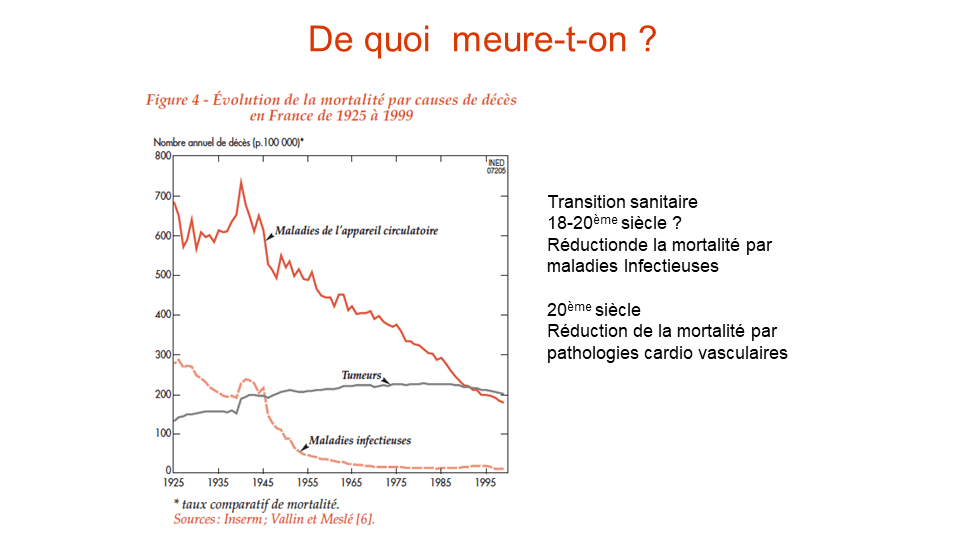 De quoi  meure-t-on ?
Figure 4 - Évolution de la mortalité par causes de décès
en France de 1925 à 1999
Nombre annuel de décès (p.100 000)*
800
INED
07205
700
600
500
400
300
200
100
0
Maladies de l'appareil circulatoire
Tumeurs
Maladies infectieuses
1925
1935
1945
1955
1965
1975
1985
1995
* taux comparatif de mortalité.
Sources : Inserm ; Vallin et Meslé [6].
Transition sanitaire
18-20ème siècle ?
Réductionde la mortalité par
maladies Infectieuses
20ème siècle
Réduction de la mortalité par
pathologies cardio vasculaires